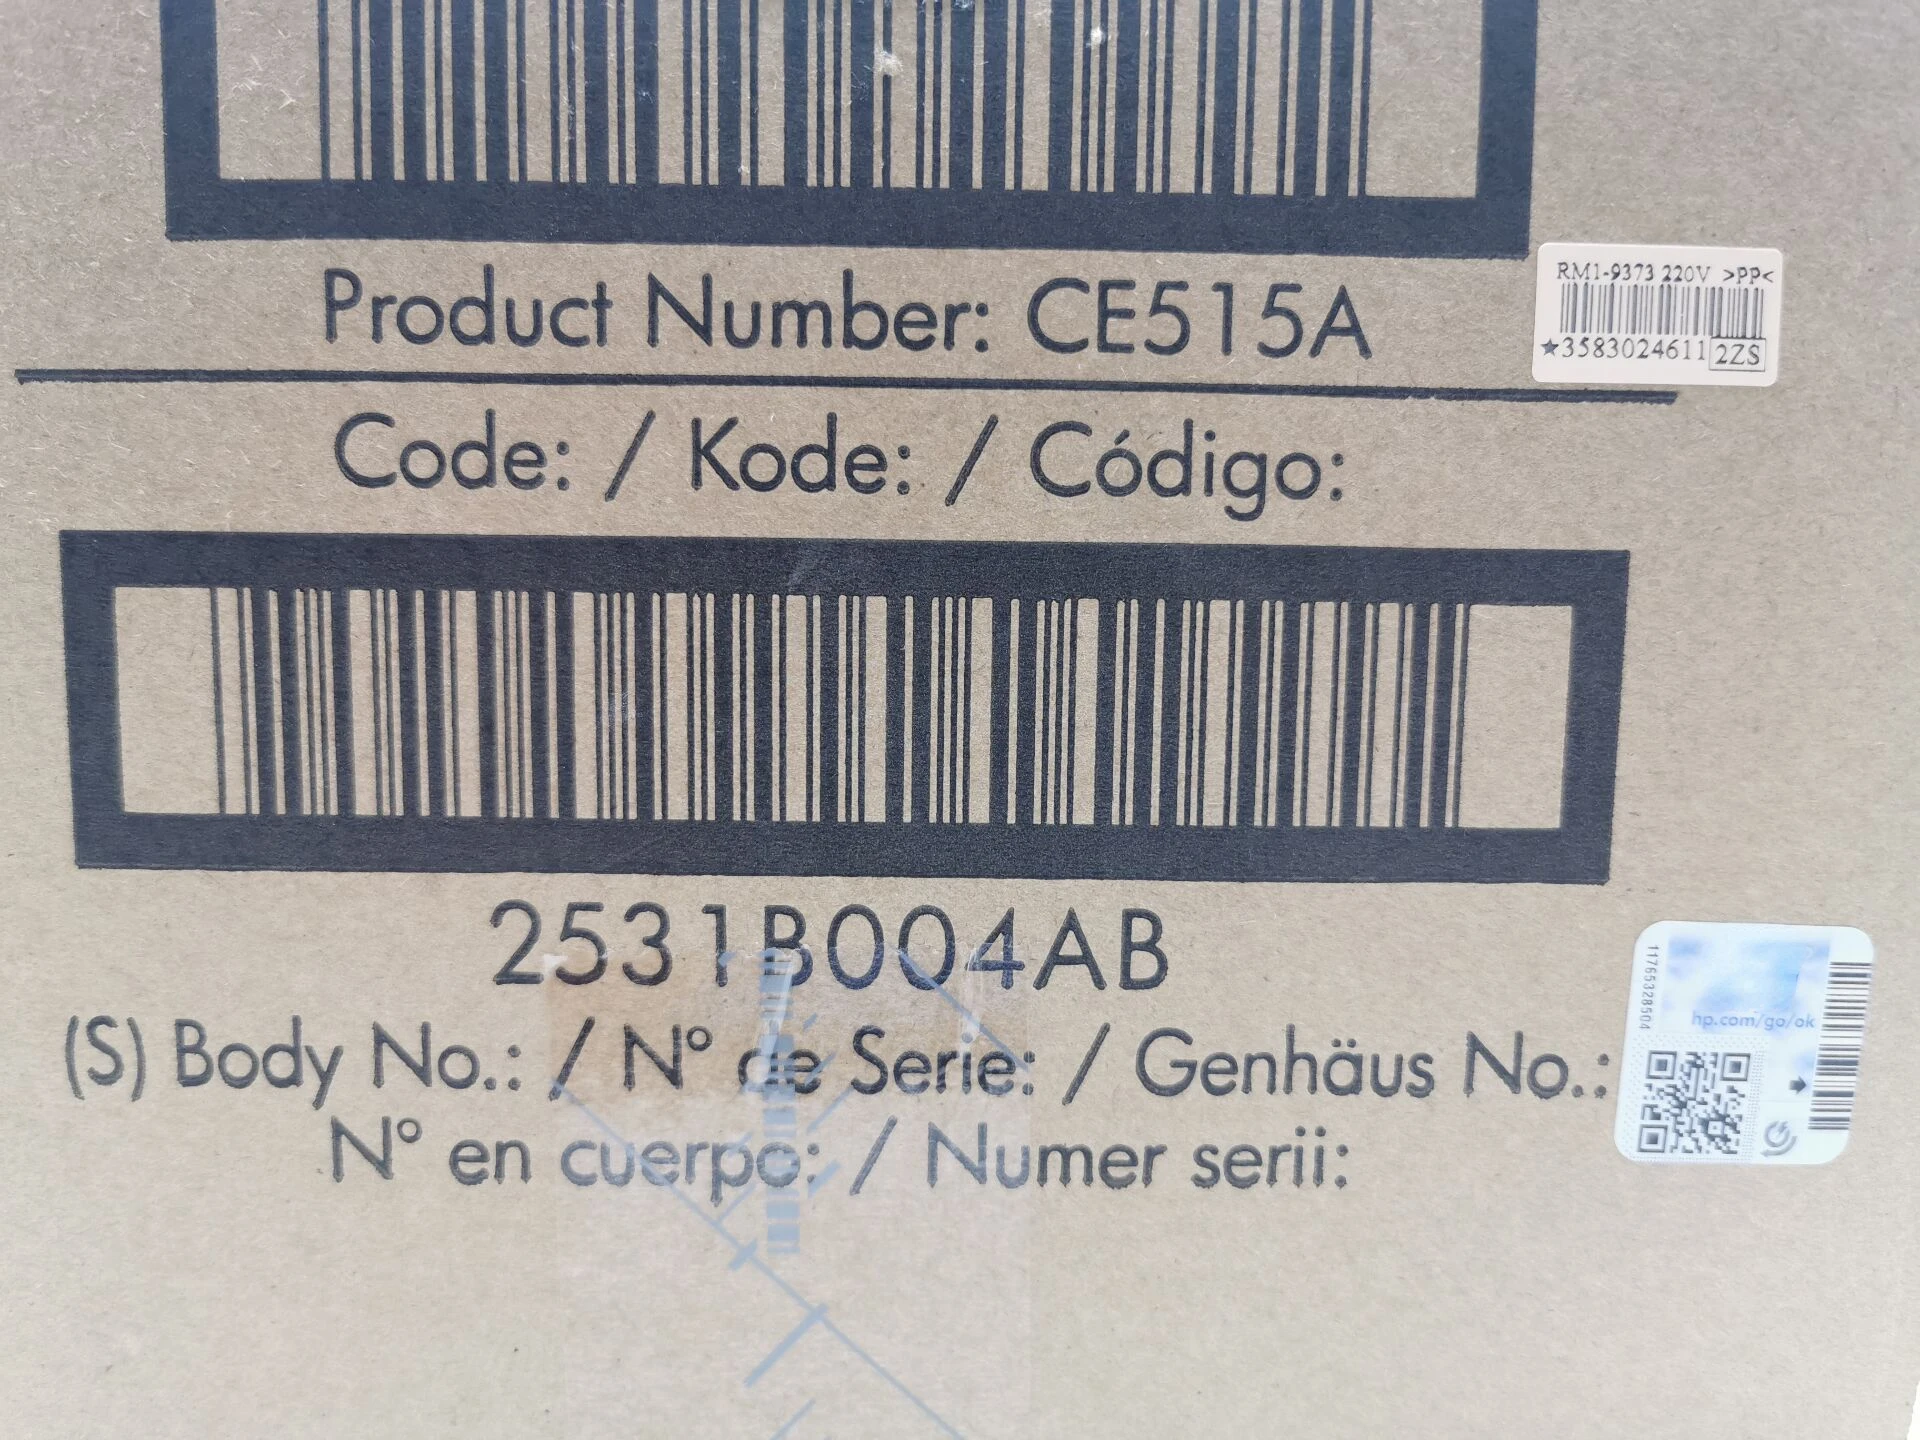 Product Number: CE515A
RM1-9373 220V >PP<
★3583024611 2ZS
Code: / Kode: / Código:
2531B004AB
(S) Body No.: / N° de Serie: / Genhäus No.:
N° en cuerpo: / Numer serii:
11765328504
hp.com/go/ok